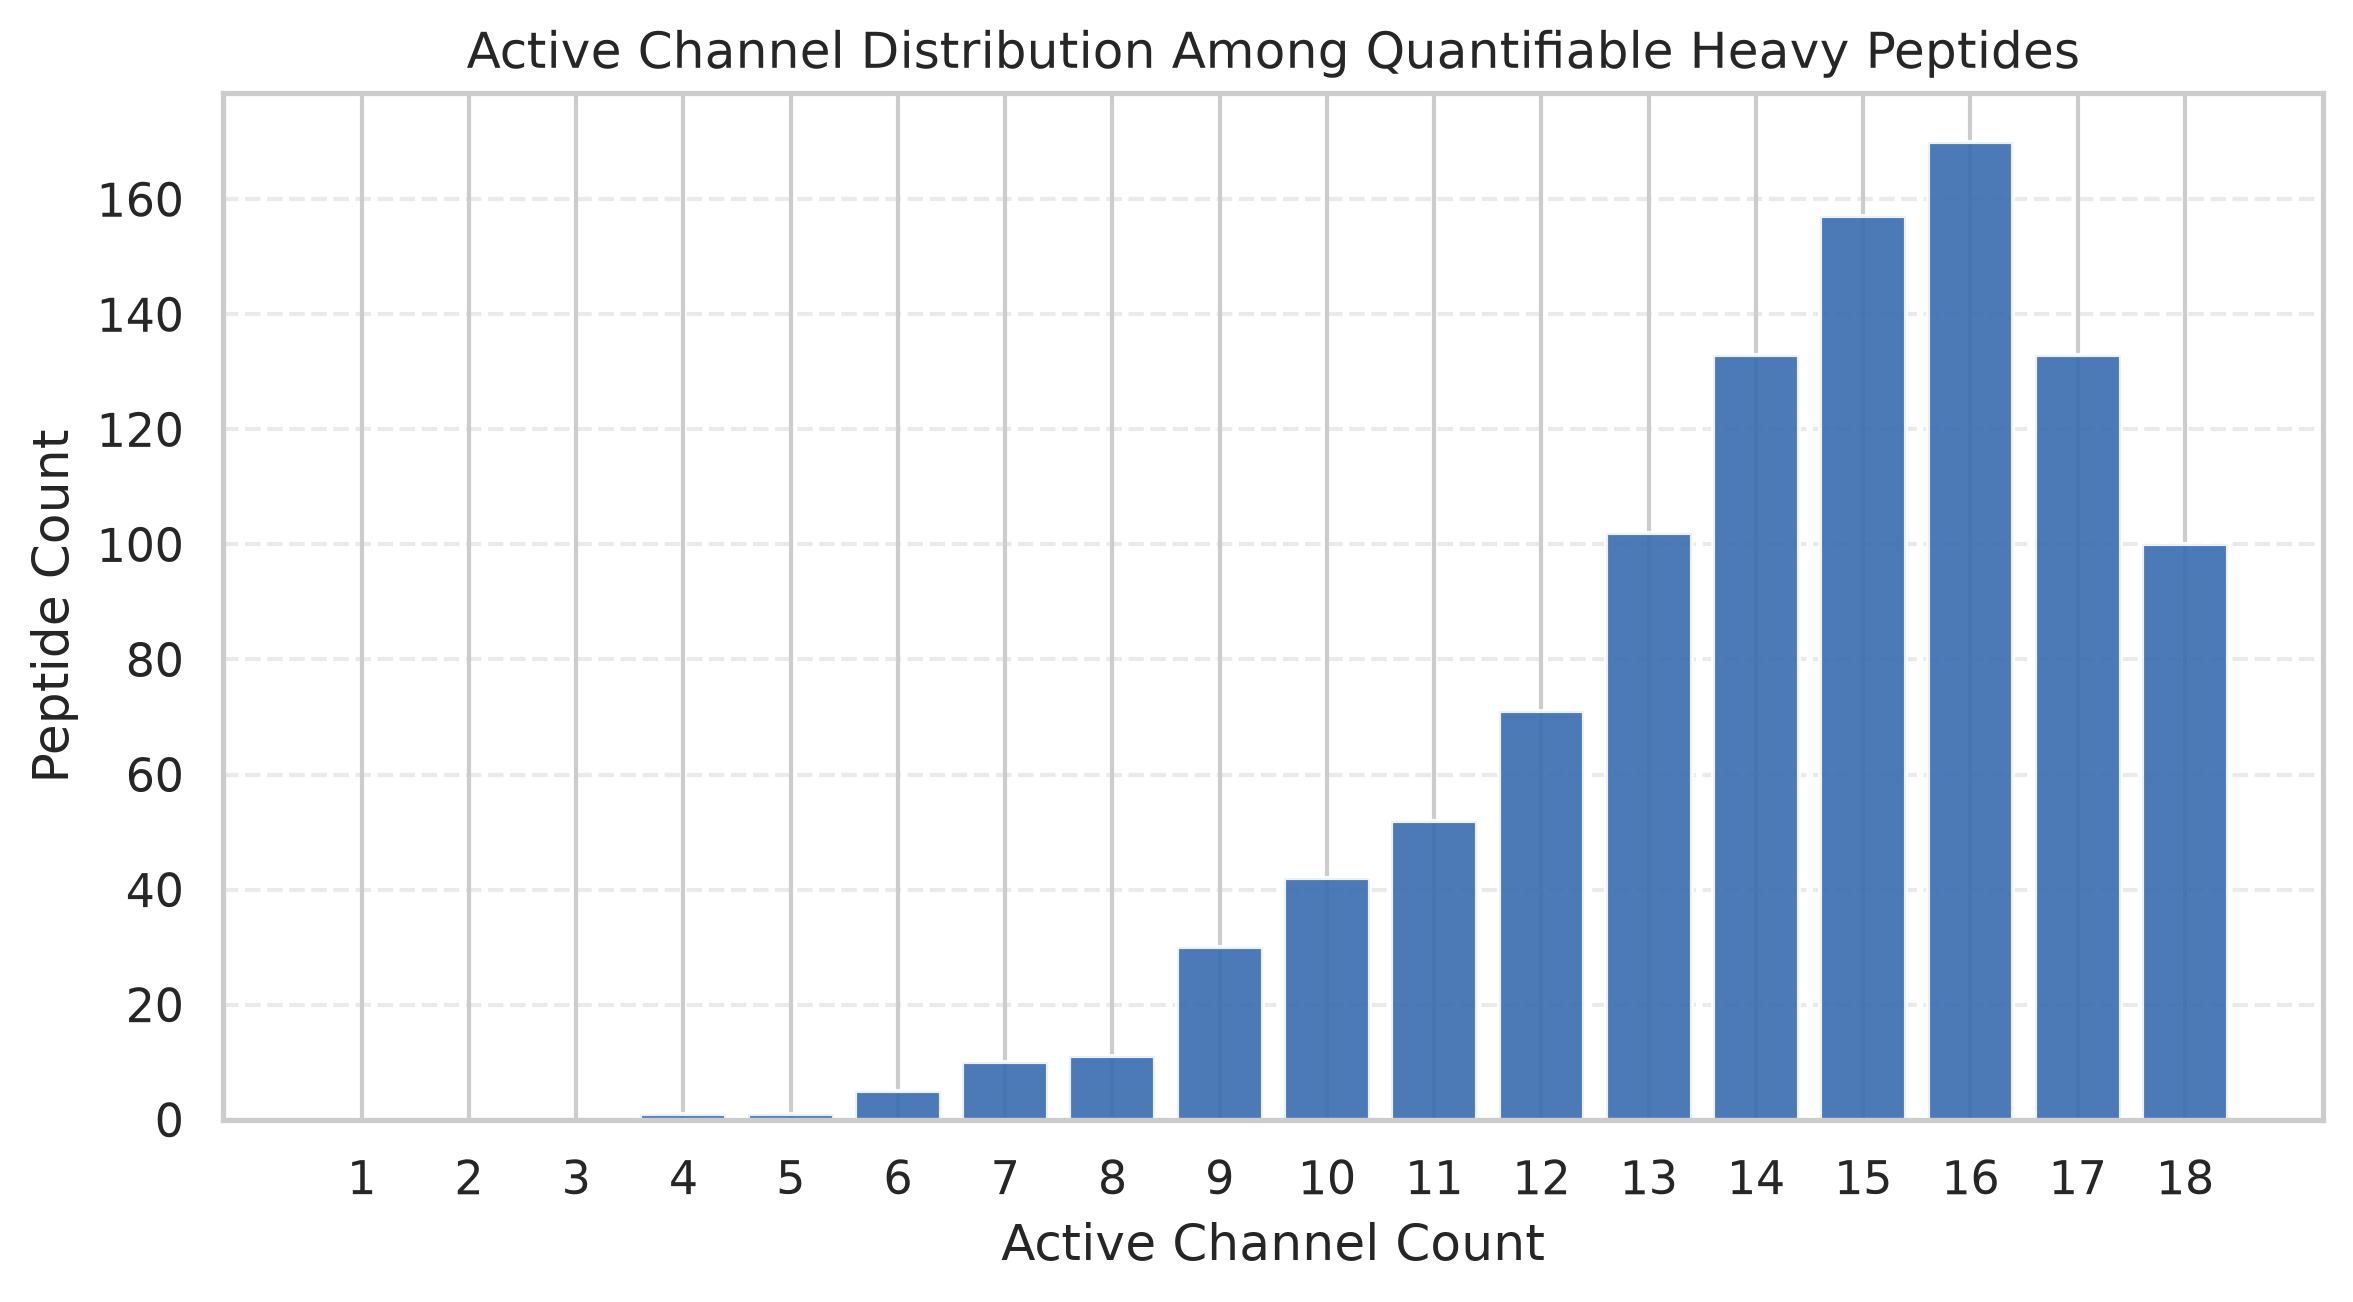 Active Channel Distribution Among Quantifiable Heavy Peptides
160
140
120
100
80
60
40
20
0
Peptide Count
1 2 3 4 5 6 7 8 9 10 11 12 13 14 15 16 17 18
Active Channel Count